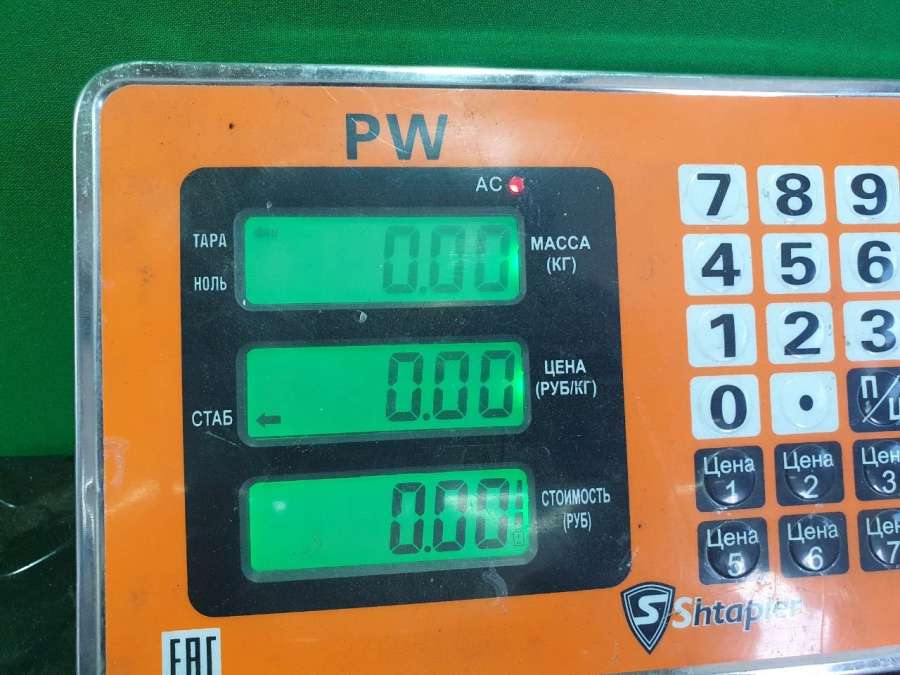 PW
AC
ТАРА
НОЛЬ
0.00
МАССА
(КГ)
СТАБ
0.00
ЦЕНА
(РУБ/КГ)
0.00
СТОИМОСТЬ
(РУБ)
7 8 9
4 5 6
1 2 3
0 .
Цена 1
Цена 2
Цена 5
Цена 6
S Shtapler
EAC